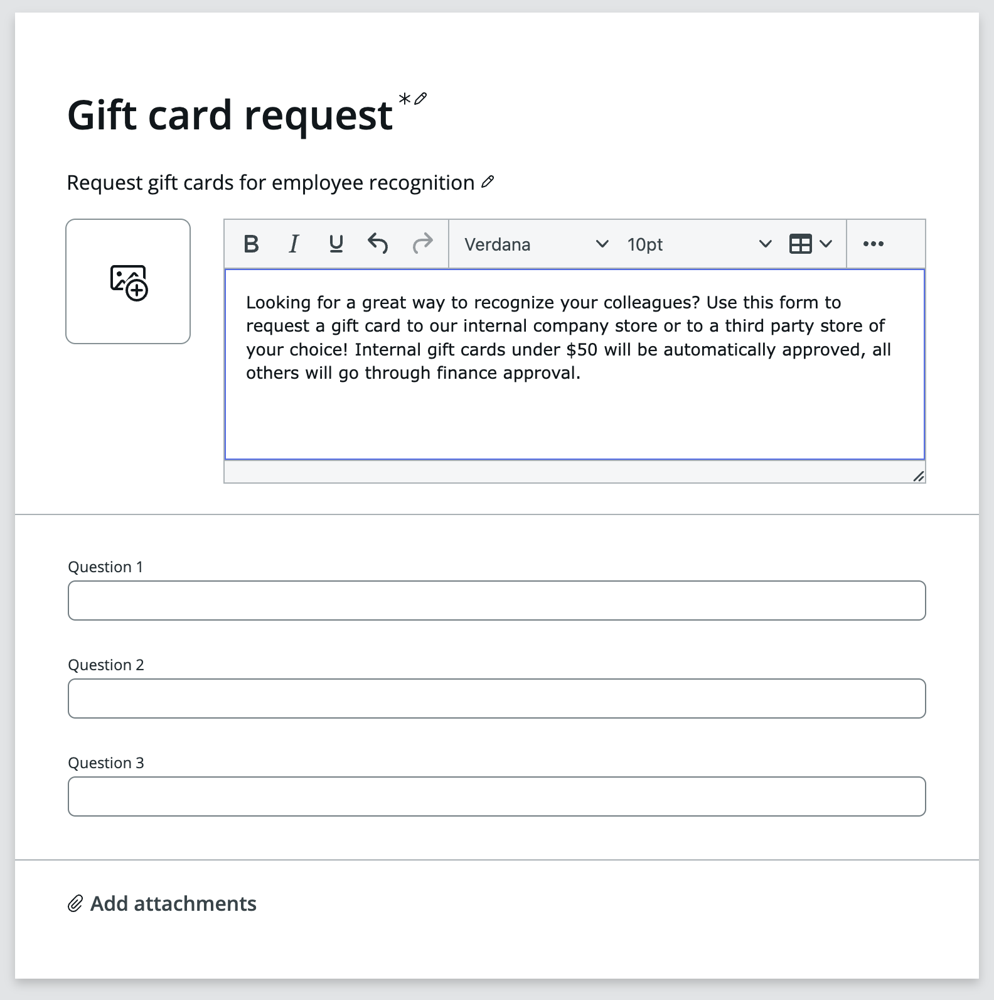 Gift card request *
Request gift cards for employee recognition
B I U Verdana 10pt
Looking for a great way to recognize your colleagues? Use this form to
request a gift card to our internal company store or to a third party store of
your choice! Internal gift cards under $50 will be automatically approved, all
others will go through finance approval.
Question 1
Question 2
Question 3
Add attachments